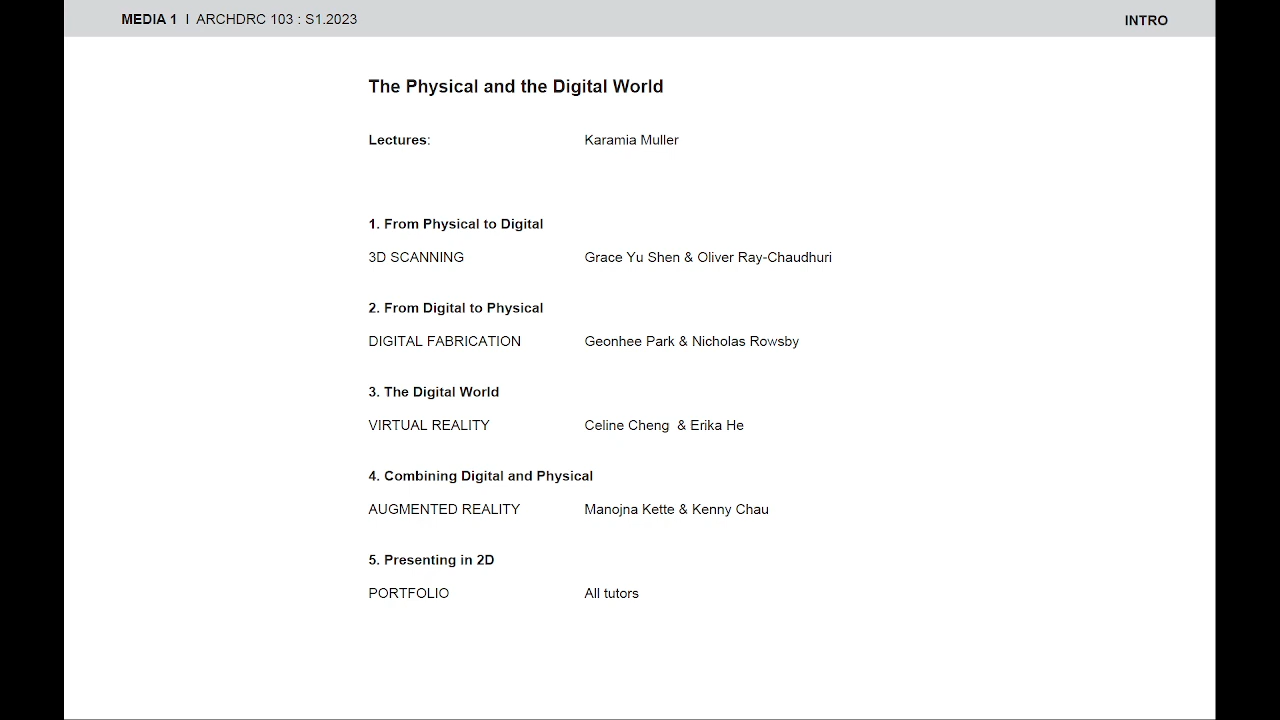 MEDIA 1 I ARCHDRC 103 : S1.2023 INTRO
The Physical and the Digital World
Lectures: Karamia Muller
1. From Physical to Digital
3D SCANNING Grace Yu Shen & Oliver Ray-Chaudhuri
2. From Digital to Physical
DIGITAL FABRICATION Geonhee Park & Nicholas Rowsby
3. The Digital World
VIRTUAL REALITY Celine Cheng & Erika He
4. Combining Digital and Physical
AUGMENTED REALITY Manojna Kette & Kenny Chau
5. Presenting in 2D
PORTFOLIO All tutors